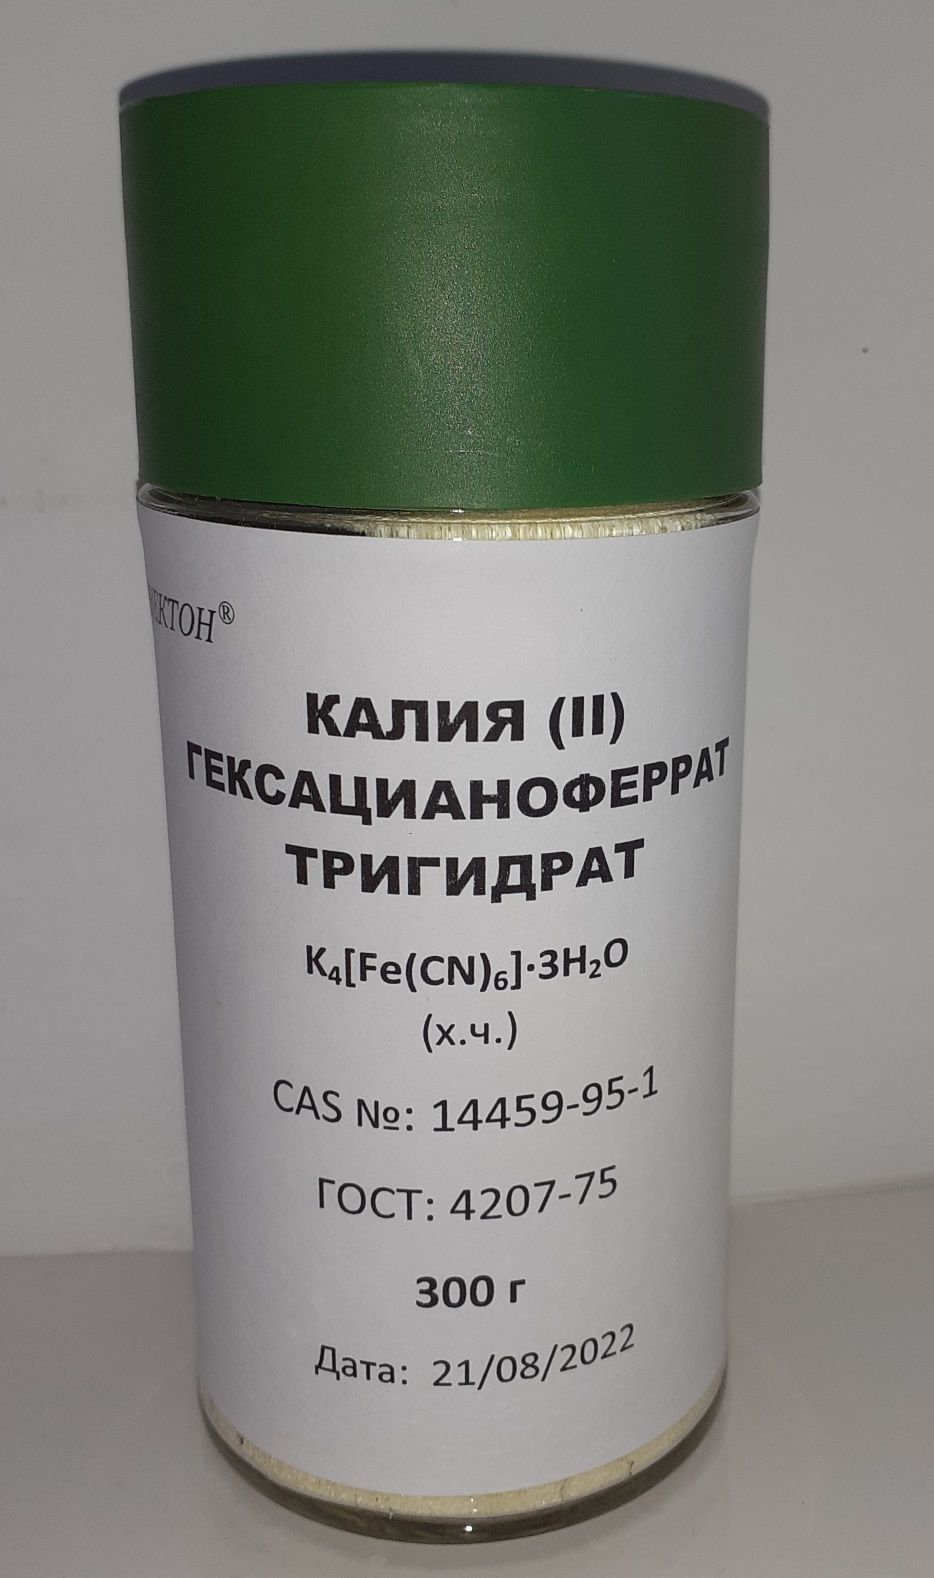 КАЛИЯ (II)
ГЕКСАЦИАНОФЕРРАТ
ТРИГИДРАТ
K₄[Fe(CN)₆]·3H₂O
(х.ч.)
CAS №: 14459-95-1
ГОСТ: 4207-75
300 г
Дата: 21/08/2022